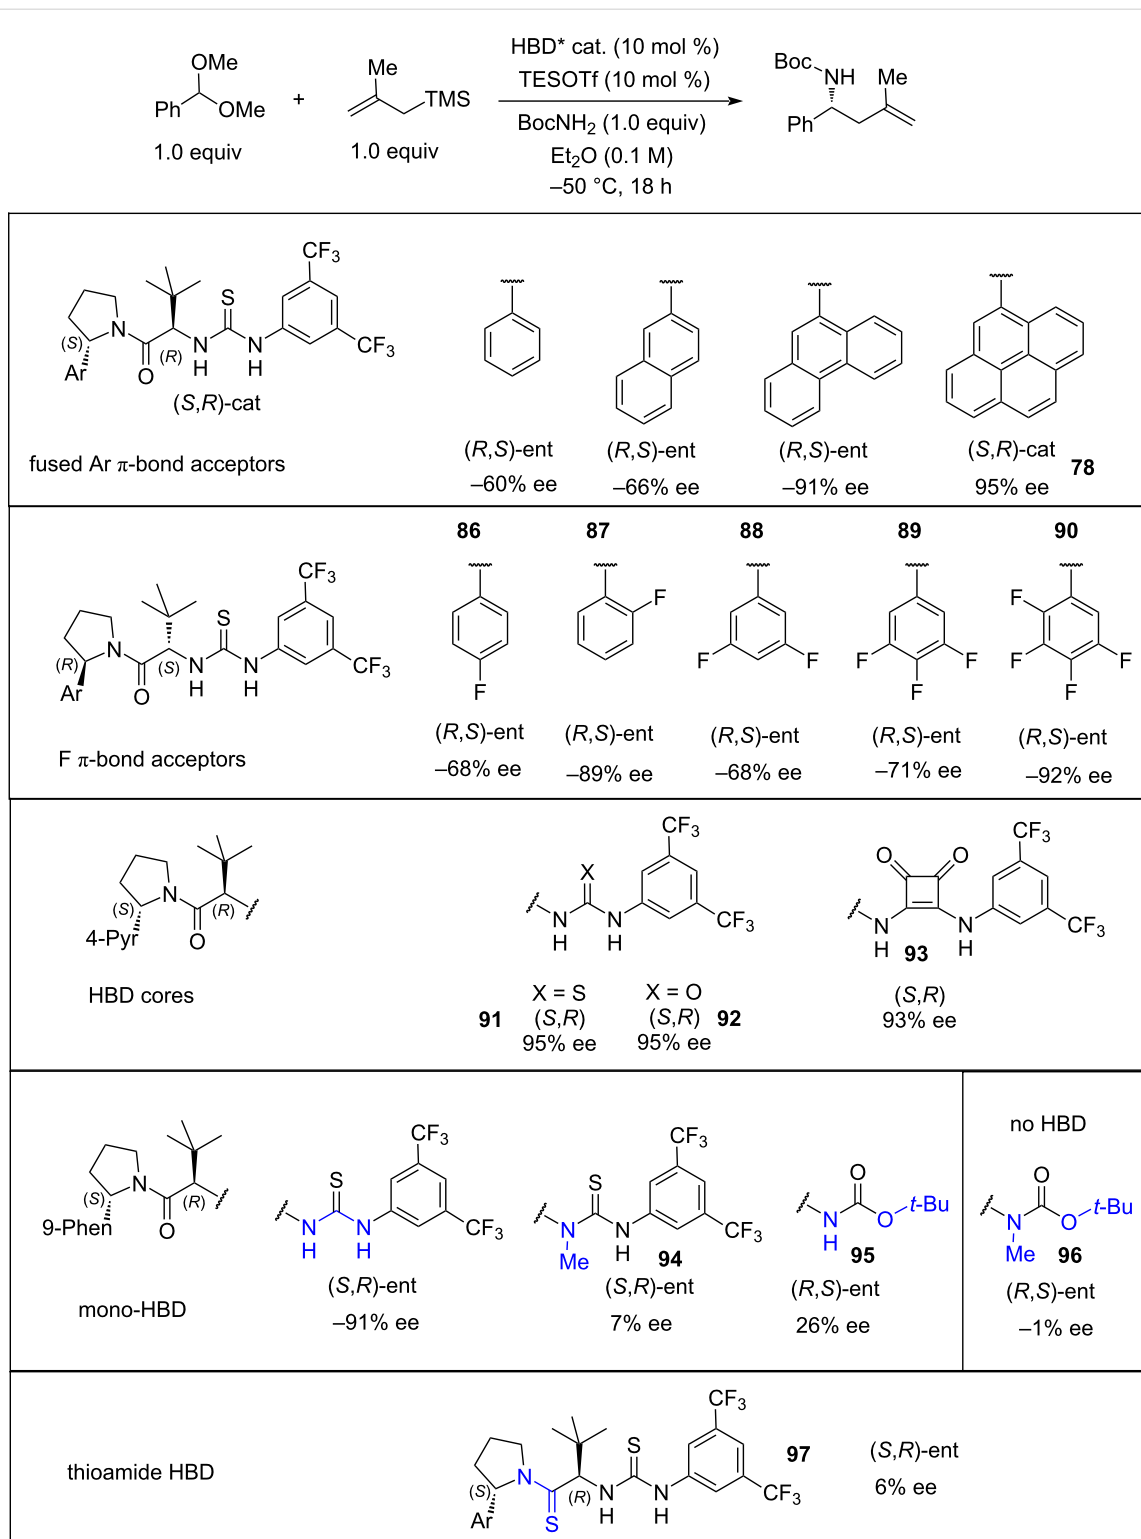 OMe
Ph
OMe
1.0 equiv
+
Me
TMS
1.0 equiv
HBD* cat. (10 mol %)
TESOTf (10 mol %)
BocNH2 (1.0 equiv)
Et2O (0.1 M)
–50 °C, 18 h
Boc
NH
Me
Ph
CF3
S
N
(S)
(R)
N
N
CF3
Ar
O
H
H
(S,R)-cat
fused Ar π-bond acceptors
(R,S)-ent
–60% ee
(R,S)-ent
–66% ee
(R,S)-ent
–91% ee
(S,R)-cat
78
95% ee
86
87
88
89
90
CF3
S
N
(R)
(S)
N
N
CF3
Ar
O
H
H
F π-bond acceptors
F
(R,S)-ent
–68% ee
F
(R,S)-ent
–89% ee
F
F
(R,S)-ent
–68% ee
F
F
F
(R,S)-ent
–71% ee
F
F
F
F
(R,S)-ent
–92% ee
N
(S)
(R)
4-Pyr
O
HBD cores
CF3
X
N
N
CF3
H
H
X = S
X = O
91
(S,R)
(S,R)
92
95% ee
95% ee
O
O
CF3
N
N
CF3
H
93
H
(S,R)
93% ee
N
(S)
(R)
9-Phen
O
mono-HBD
CF3
S
N
N
CF3
H
H
(S,R)-ent
–91% ee
CF3
S
N
N
CF3
Me
H
94
(S,R)-ent
7% ee
O
N
O
t-Bu
H
95
(R,S)-ent
26% ee
no HBD
O
N
O
t-Bu
Me
96
(R,S)-ent
–1% ee
thioamide HBD
CF3
S
N
(S)
(R)
N
N
CF3
Ar
S
H
H
97
(S,R)-ent
6% ee